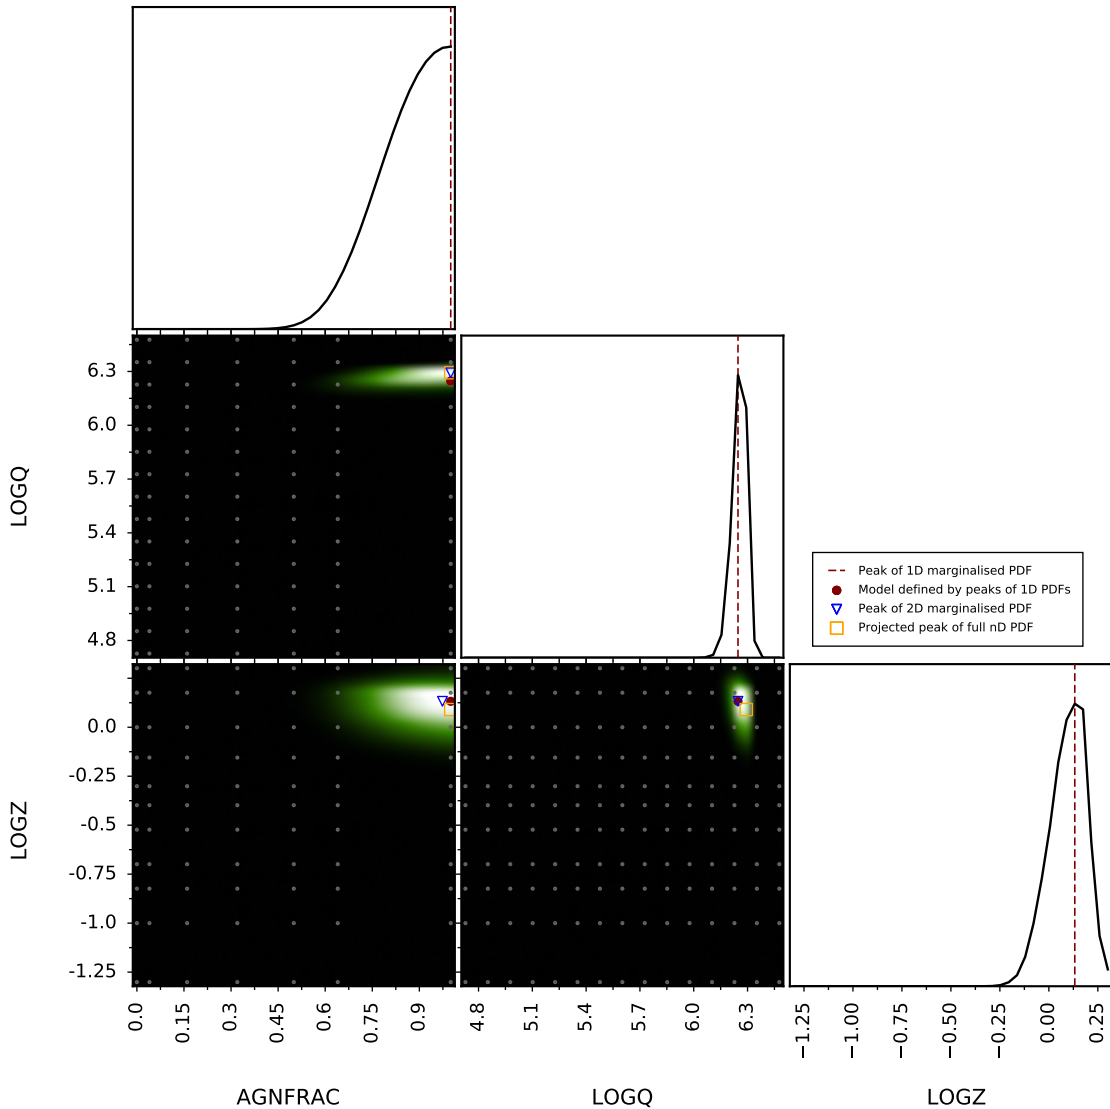 6.3
6.0
5.7
5.4
5.1
4.8
LOGQ
Peak of 1D marginalised PDF
Model defined by peaks of 1D PDFs
Peak of 2D marginalised PDF
Projected peak of full nD PDF
0.0
-0.25
-0.5
-0.75
-1.0
-1.25
LOGZ
0.0 0.15 0.3 0.45 0.6 0.75 0.9
4.8 5.1 5.4 5.7 6.0 6.3
−1.25 −1.00 −0.75 −0.50 −0.25 0.00 0.25
AGNFRAC LOGQ LOGZ